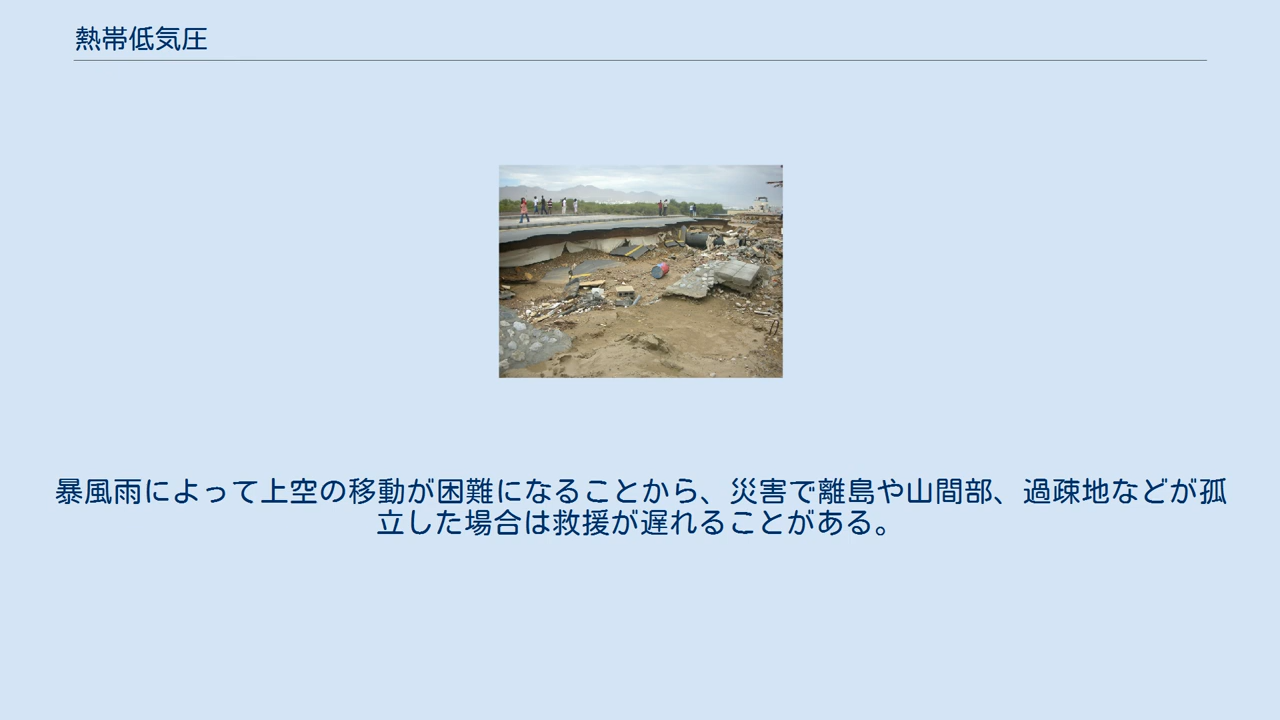 熱帯低気圧
暴風雨によって上空の移動が困難になることから、災害で離島や山間部、過疎地などが孤
立した場合は救援が遅れることがある。